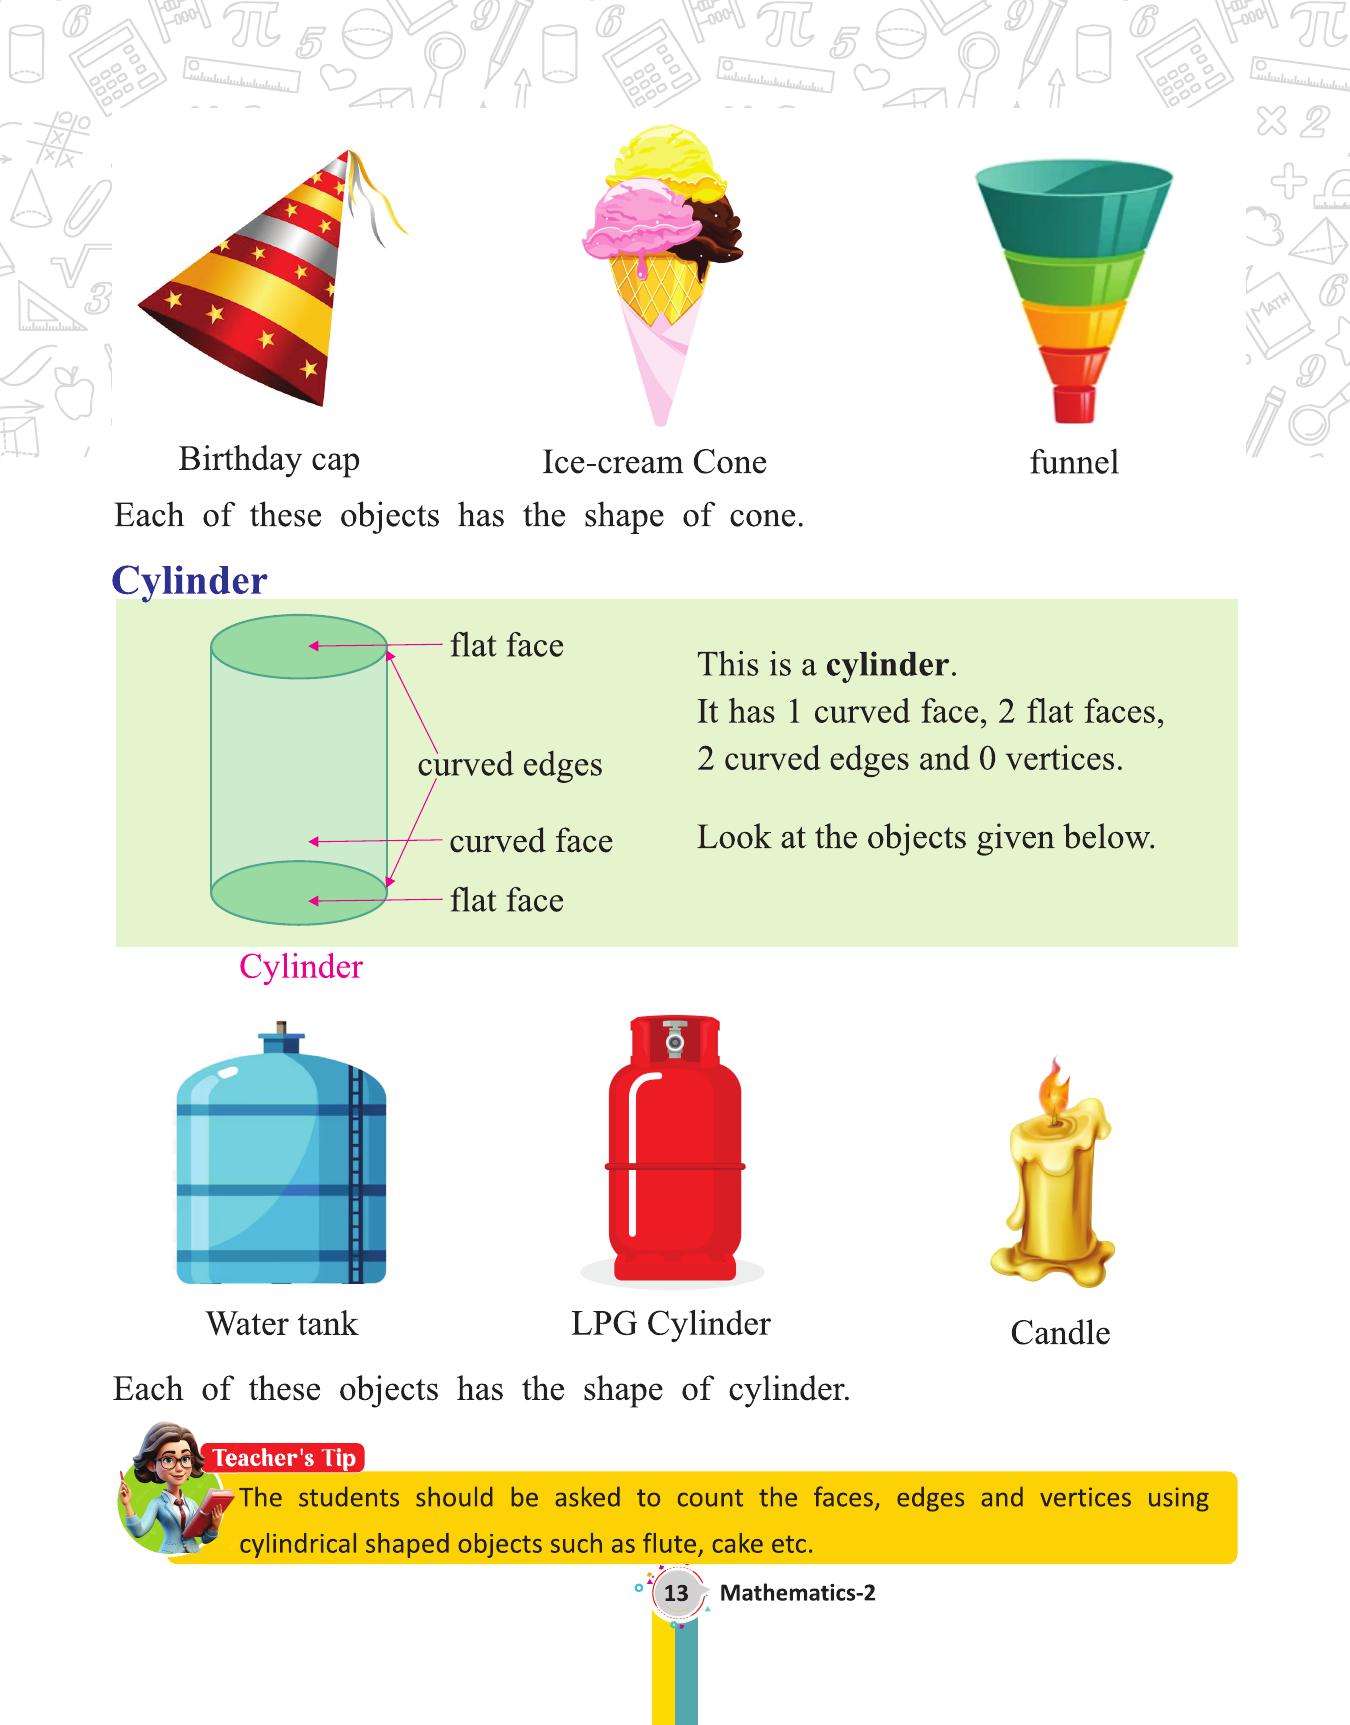 Birthday cap
Ice-cream Cone
funnel
Each of these objects has the shape of cone.
Cylinder
flat face
curved edges
curved face
flat face
This is a cylinder.
It has 1 curved face, 2 flat faces,
2 curved edges and 0 vertices.
Look at the objects given below.
Cylinder
Water tank
LPG Cylinder
Candle
Each of these objects has the shape of cylinder.
Teacher's Tip
The students should be asked to count the faces, edges and vertices using
cylindrical shaped objects such as flute, cake etc.
13
Mathematics-2
MATH